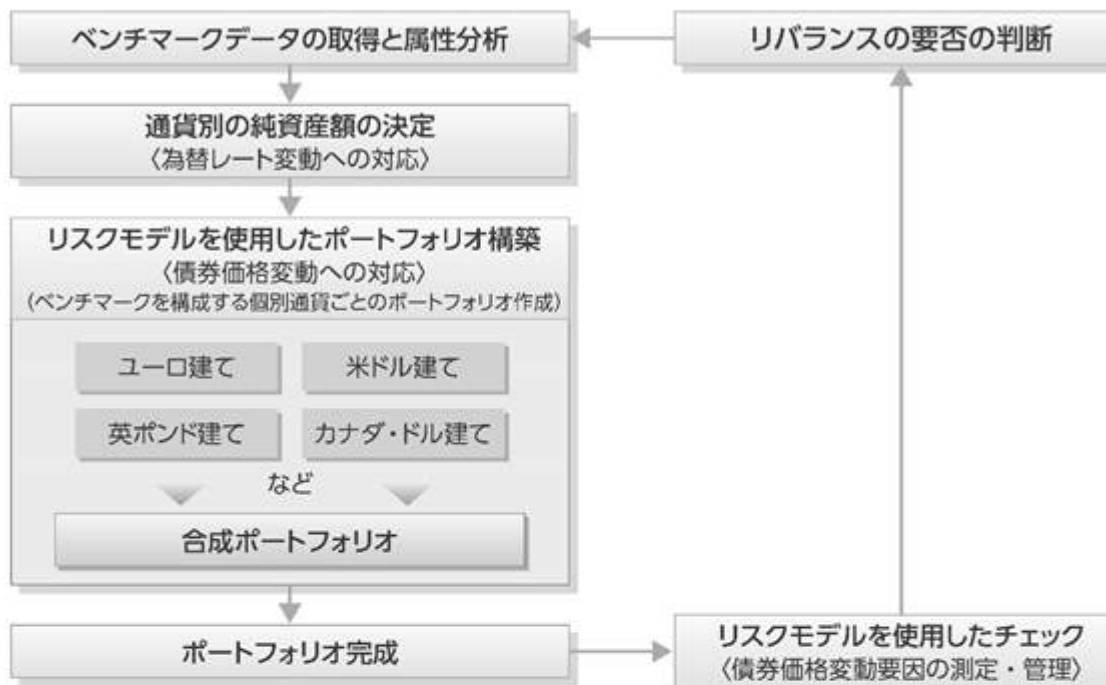 ベンチマークデータの取得と属性分析
リバランスの要否の判断
通貨別の純資産額の決定
〈為替レート変動への対応〉
リスクモデルを使用したポートフォリオ構築
〈債券価格変動への対応〉
(ベンチマークを構成する個別通貨ごとのポートフォリオ作成)
ユーロ建て
米ドル建て
英ポンド建て
カナダ・ドル建て
など
合成ポートフォリオ
ポートフォリオ完成
リスクモデルを使用したチェック
〈債券価格変動要因の測定・管理〉